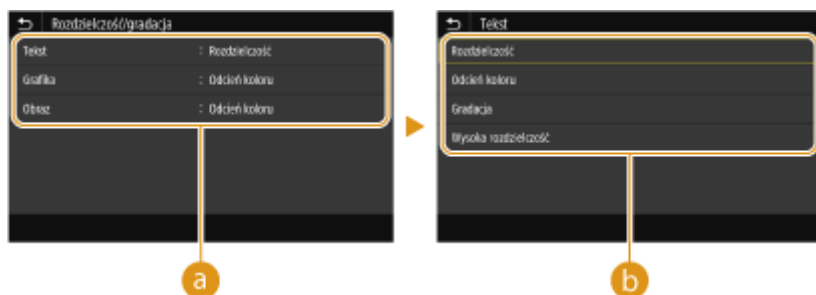 Rozdzielczość/gradacja
Tekst : Rozdzielczość
Grafika : Odcień koloru
Obraz : Odcień koloru
a
Tekst
Rozdzielczość
Odcień koloru
Gradacja
Wysoka rozdzielczość
b